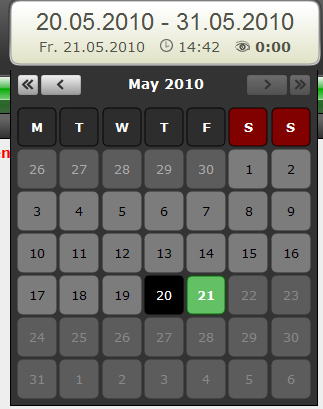 20.05.2010 - 31.05.2010
Fr. 21.05.2010 14:42 0:00
May 2010
M T W T F S S
26 27 28 29 30 1 2
3 4 5 6 7 8 9
10 11 12 13 14 15 16
17 18 19 20 21 22 23
24 25 26 27 28 29 30
31 1 2 3 4 5 6
en